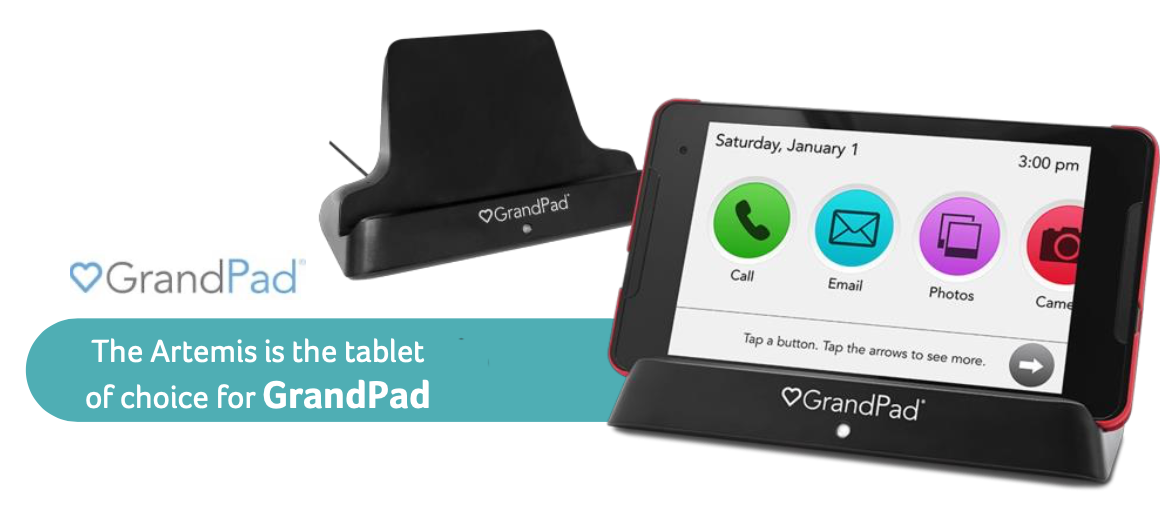 ♡GrandPad®
Saturday, January 1
3:00 pm
Call
Email
Photos
Came
Tap a button. Tap the arrows to see more.
♡GrandPad®
♡GrandPad®
The Artemis is the tablet
of choice for GrandPad